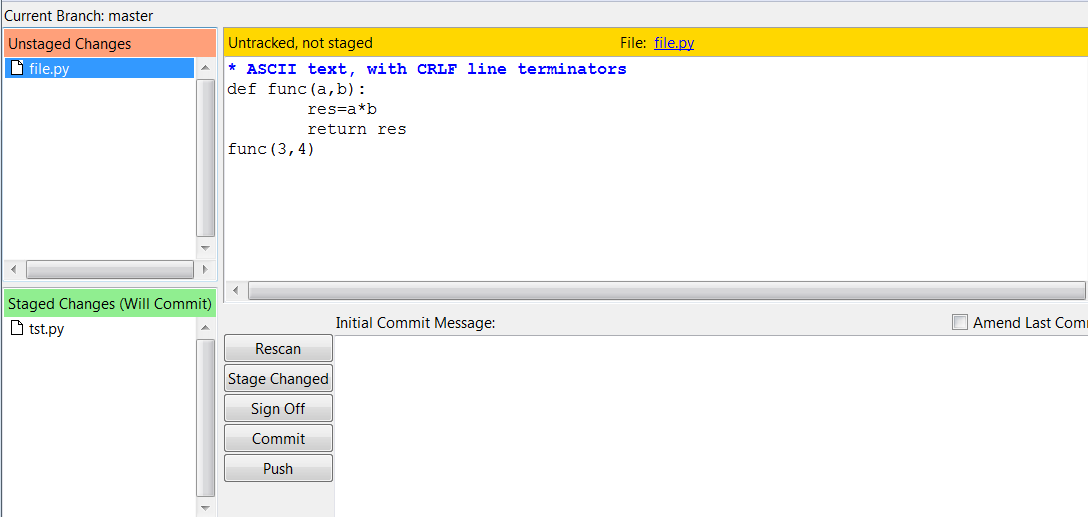 Current Branch: master
Unstaged Changes
file.py
Untracked, not staged File: file.py
* ASCII text, with CRLF line terminators
def func(a,b):
        res=a*b
        return res
func(3,4)
Staged Changes (Will Commit)
tst.py
Initial Commit Message:
Amend Last Com
Rescan
Stage Changed
Sign Off
Commit
Push